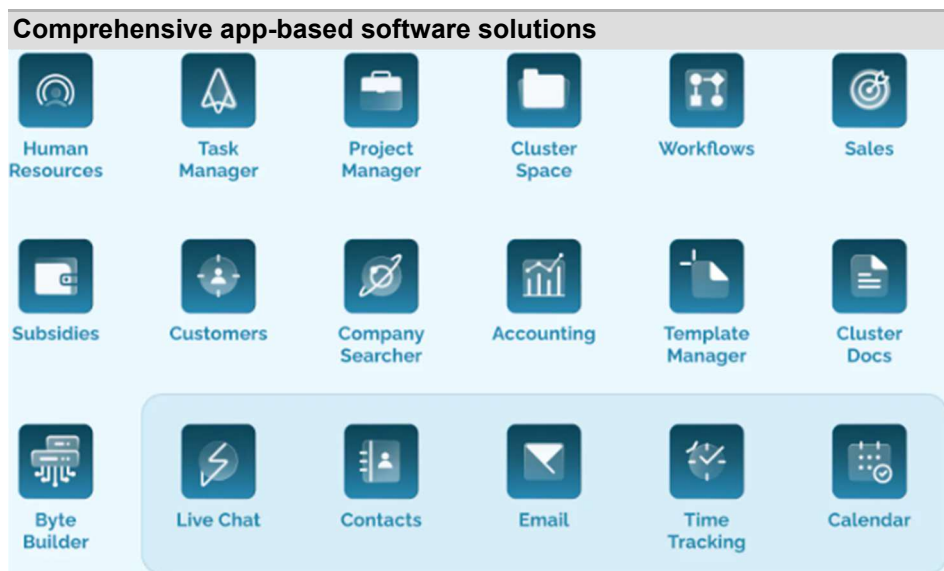 Comprehensive app-based software solutions
Human
Resources
Task
Manager
Project
Manager
Cluster
Space
Workflows
Sales
Subsidies
Customers
Company
Searcher
Accounting
Template
Manager
Cluster
Docs
Byte
Builder
Live Chat
Contacts
Email
Time
Tracking
Calendar